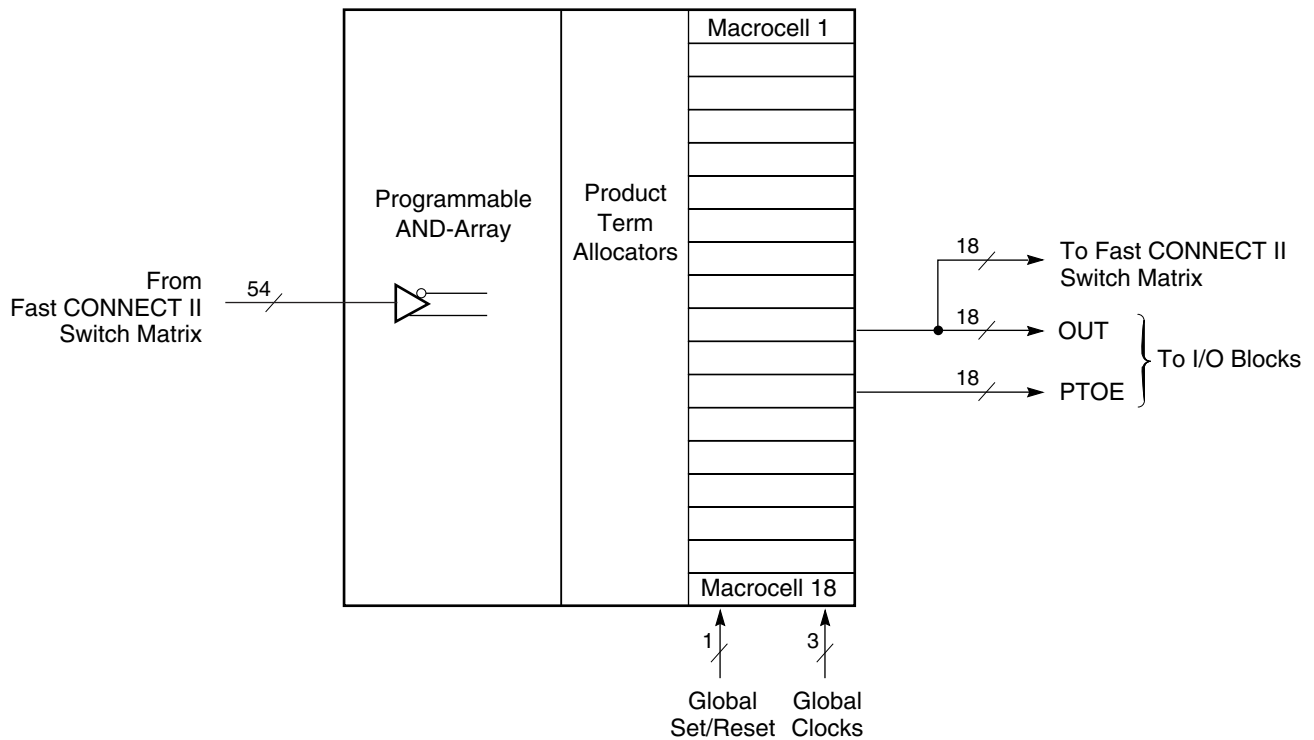 Macrocell 1
Programmable
AND-Array
Product
Term
Allocators
From
Fast CONNECT II
Switch Matrix
54
18
To Fast CONNECT II
Switch Matrix
18
OUT
To I/O Blocks
18
PTOE
Macrocell 18
1
3
Global
Set/Reset
Global
Clocks